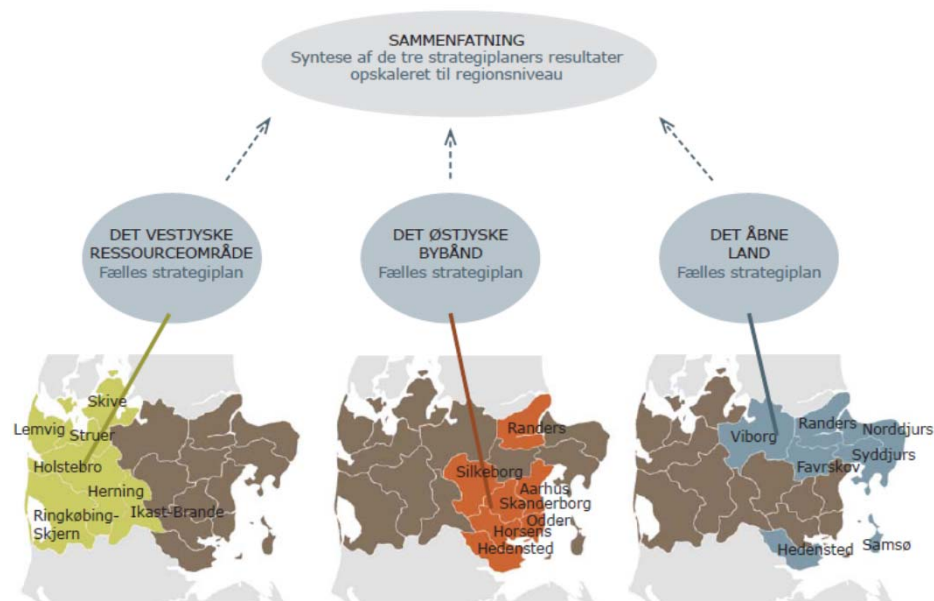 SAMMENFATNING
Syntese af de tre strategiplaners resultater
opskaleret til regionsniveau
DET VESTJYSKE
RESSOURCEOMRÅDE
Fælles strategiplan
DET ØSTJYSKE
BYBÅND
Fælles strategiplan
DET ÅBNE
LAND
Fælles strategiplan
Skive
Lemvig
Struer
Holstebro
Herning
Ringkøbing-
Skjern
Ikast-Brande
Randers
Silkeborg
Aarhus
Skanderborg
Odder
Horsens
Hedensted
Viborg
Randers
Norddjurs
Syddjurs
Favrskov
Hedensted
Samsø